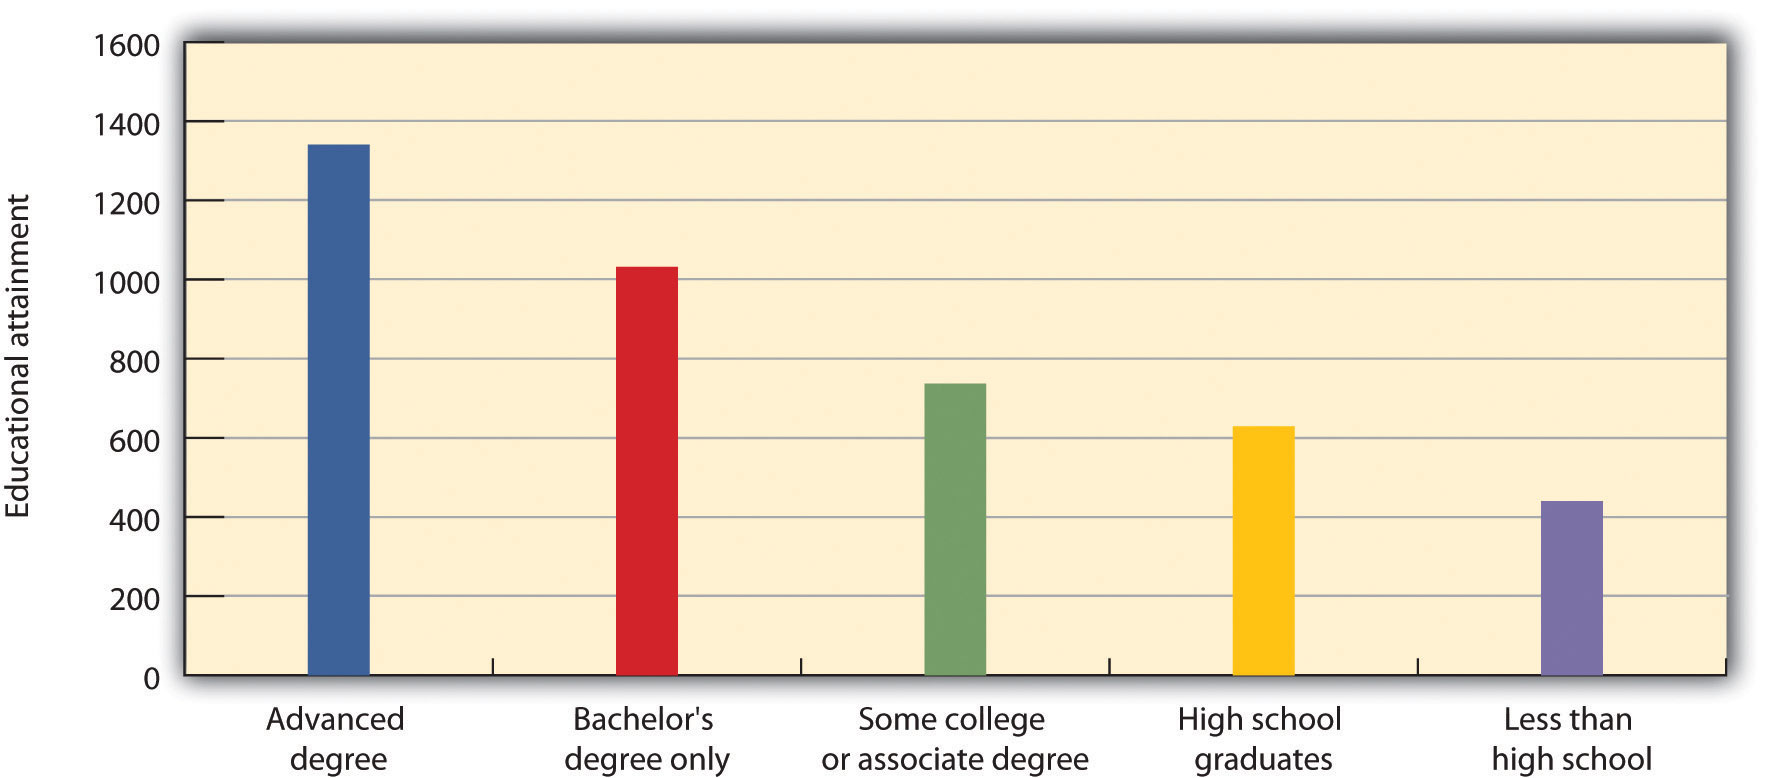 Educational attainment
1600
1400
1200
1000
800
600
400
200
0
Advanced
degree
Bachelor's
degree only
Some college
or associate degree
High school
graduates
Less than
high school